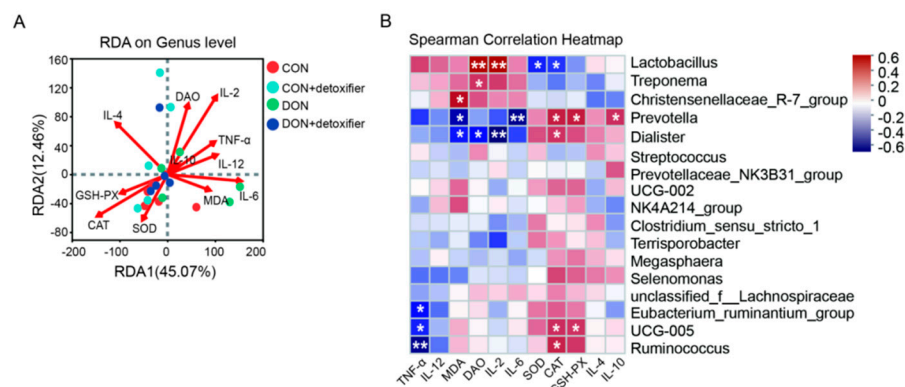 A
RDA on Genus level
160
120
80
40
0
-40
-80
-200
-100
0
100
200
RDA2(12.46%)
RDA1(45.07%)
DAO
IL-2
IL-4
TNF-α
IL-10
IL-12
GSH-PX
MDA
IL-6
CAT
SOD
CON
CON+detoxifier
DON
DON+detoxifier
B
Spearman Correlation Heatmap
** ** * * Lactobacillus
* Treponema
* Christensenellaceae_R-7_group
* ** * * * Prevotella
* * ** * Dialister
Streptococcus
Prevotellaceae_NK3B31_group
UCG-002
NK4A214_group
Clostridium_sensu_stricto_1
Terrisporobacter
Megasphaera
Selenomonas
unclassified_f__Lachnospiraceae
* Eubacterium_ruminantium_group
* * * UCG-005
** * Ruminococcus
TNF-α IL-12 MDA DAO IL-2 IL-6 SOD CAT GSH-PX IL-4 IL-10
0.6
0.4
0.2
0
-0.2
-0.4
-0.6